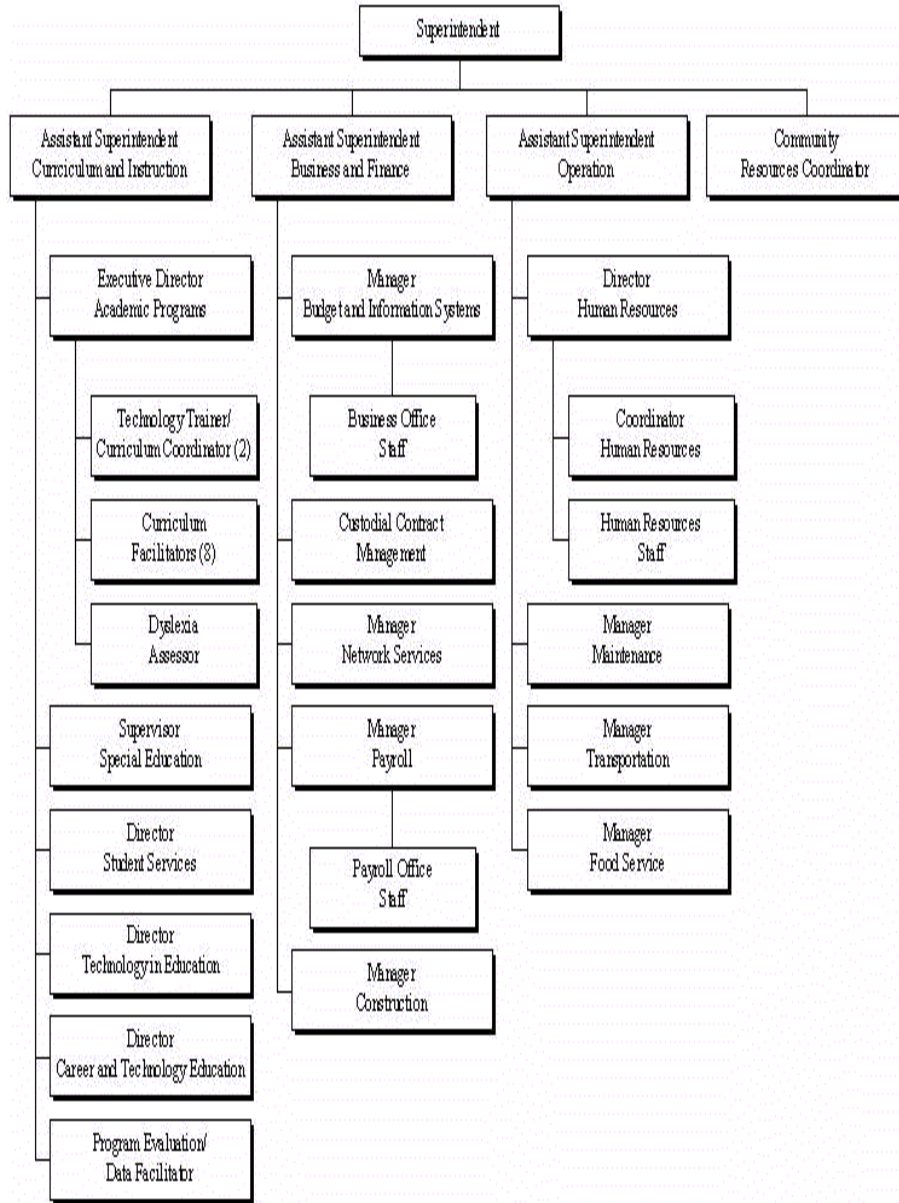 Superintendent
Assistant Superintendent
Curriculum and Instruction
Assistant Superintendent
Business and Finance
Assistant Superintendent
Operation
Community
Resources Coordinator
Executive Director
Academic Programs
Technology Trainer/
Curriculum Coordinator (2)
Curriculum
Facilitators (8)
Dyslexia
Assessor
Supervisor
Special Education
Director
Student Services
Director
Technology in Education
Director
Career and Technology Education
Program Evaluation/
Data Facilitator
Manager
Budget and Information Systems
Business Office
Staff
Custodial Contract
Management
Manager
Network Services
Manager
Payroll
Payroll Office
Staff
Manager
Construction
Director
Human Resources
Coordinator
Human Resources
Human Resources
Staff
Manager
Maintenance
Manager
Transportation
Manager
Food Service